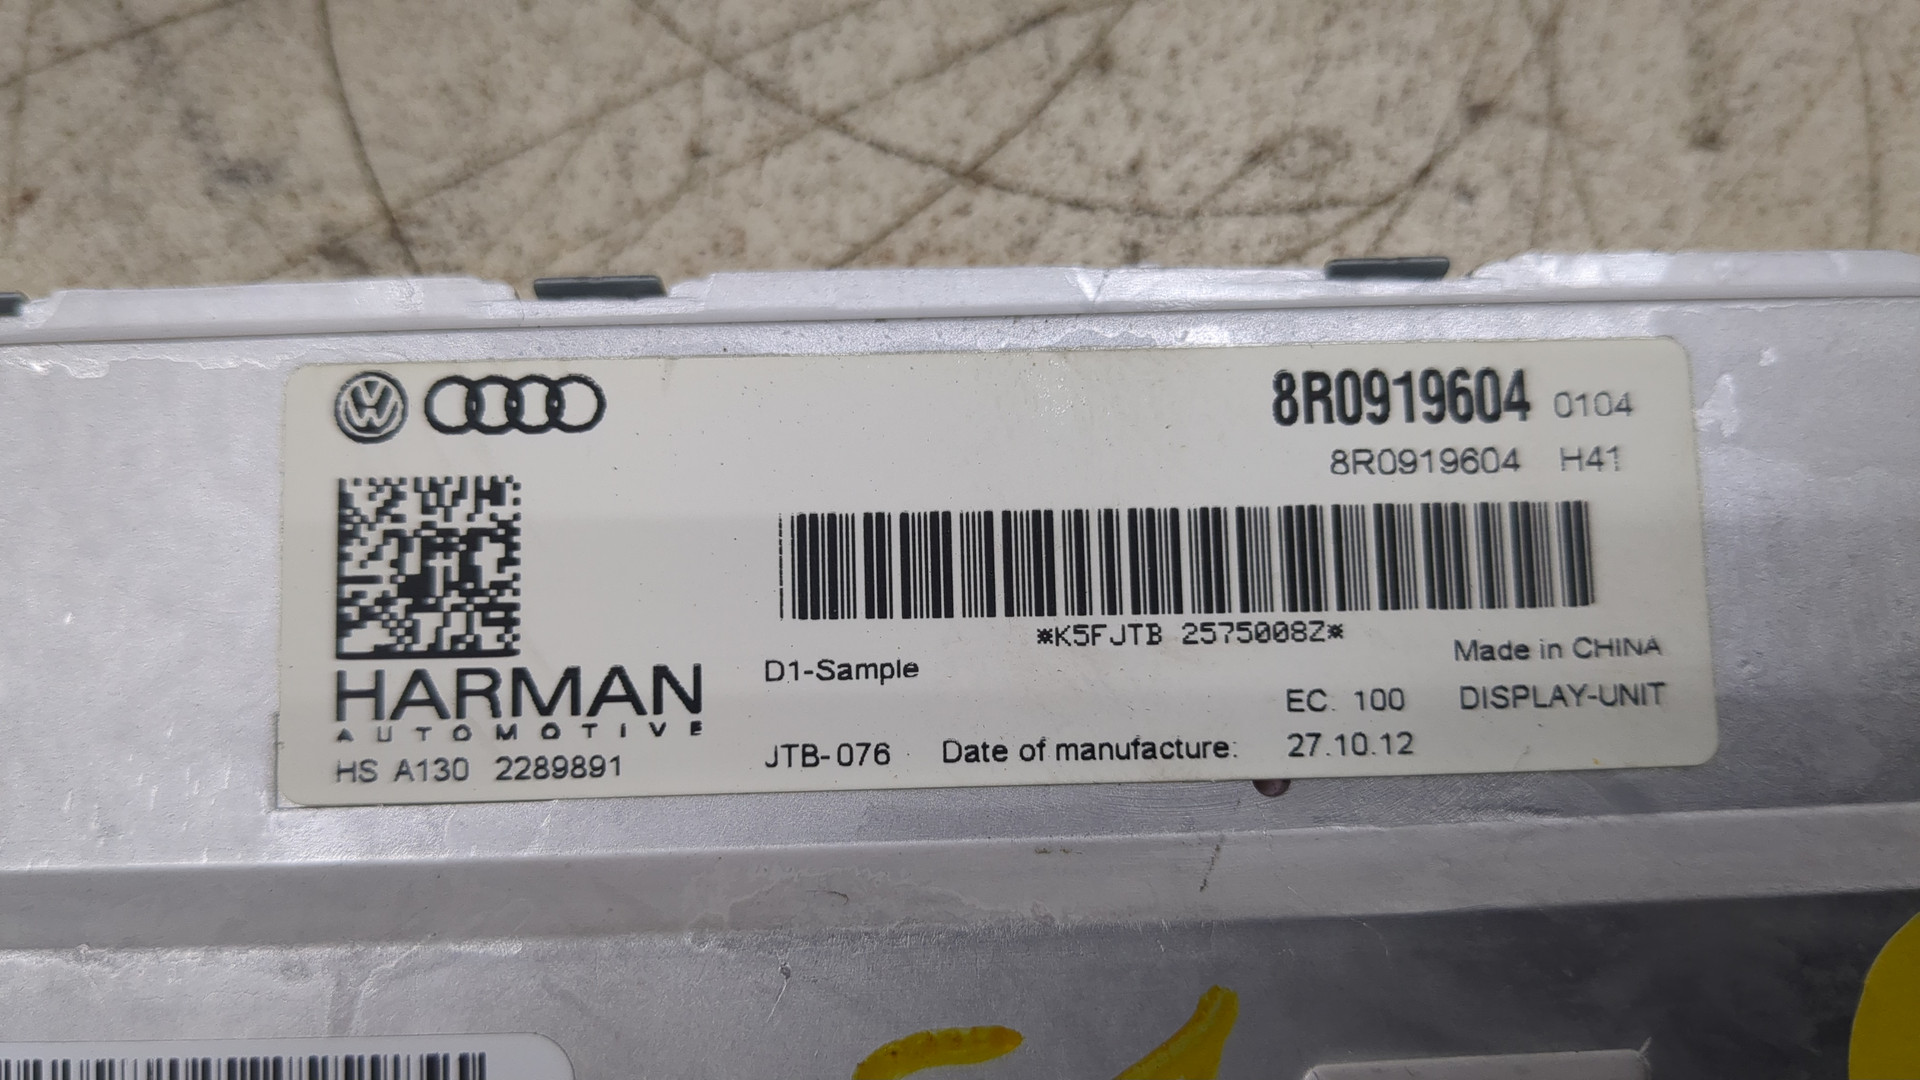 8R0919604 0104
8R0919604 H41
*K5FJTB 2575008Z*
HARMAN
AUTOMOTIVE
HS A130 2289891
D1-Sample
Made in CHINA
EC. 100 DISPLAY-UNIT
JTB-076 Date of manufacture: 27.10.12